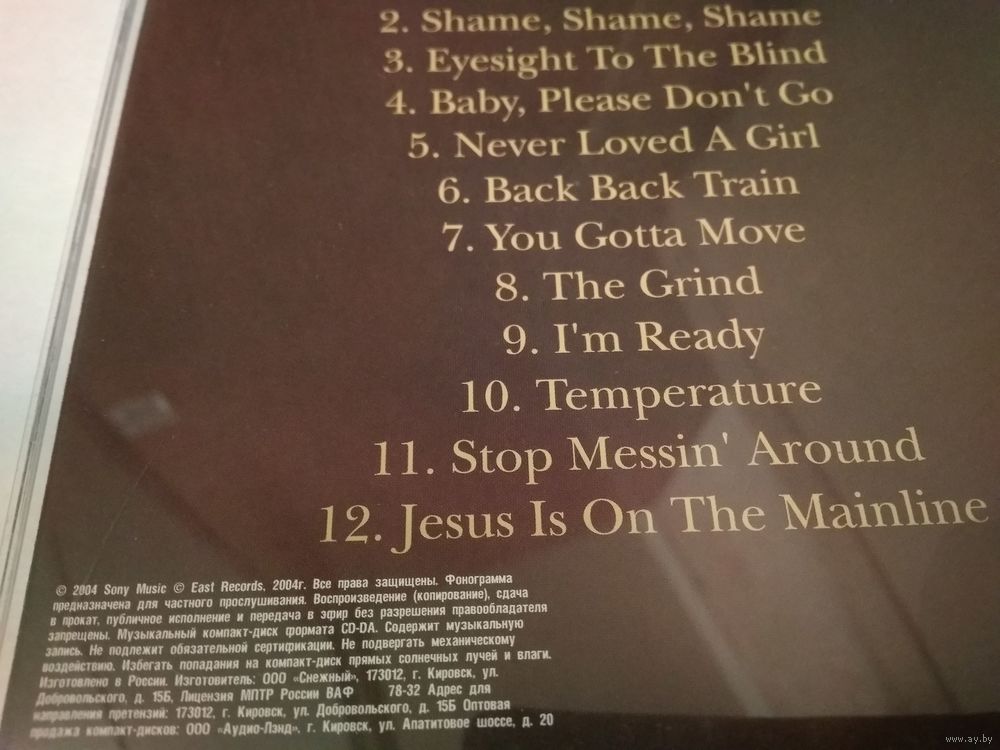 2. Shame, Shame, Shame
3. Eyesight To The Blind
4. Baby, Please Don't Go
5. Never Loved A Girl
6. Back Back Train
7. You Gotta Move
8. The Grind
9. I'm Ready
10. Temperature
11. Stop Messin' Around
12. Jesus Is On The Mainline
© 2004 Sony Music © East Records, 2004г. Все права защищены. Фонограмма
предназначена для частного прослушивания. Воспроизведение (копирование), сдача
в прокат, публичное исполнение и передача в эфир без разрешения правообладателя
запрещены. Музыкальный компакт-диск формата CD-DA. Содержит музыкальную
запись. Не подлежит обязательной сертификации. Не подвергать механическому
воздействию. Избегать попадания на компакт-диск прямых солнечных лучей и влаги.
Изготовлено в России. Изготовитель: ООО «Снежный», 173012, г. Кировск, ул.
Добровольского, д. 15Б, Лицензия МПТР России ВАФ 78-32 Адрес для
направления претензий: 173012, г. Кировск, ул. Добровольского, д. 15Б Оптовая
продажа компакт-дисков: ООО «Аудио-Лэнд», г. Кировск, ул. Апатитовое шоссе, д. 20
www.ay.by